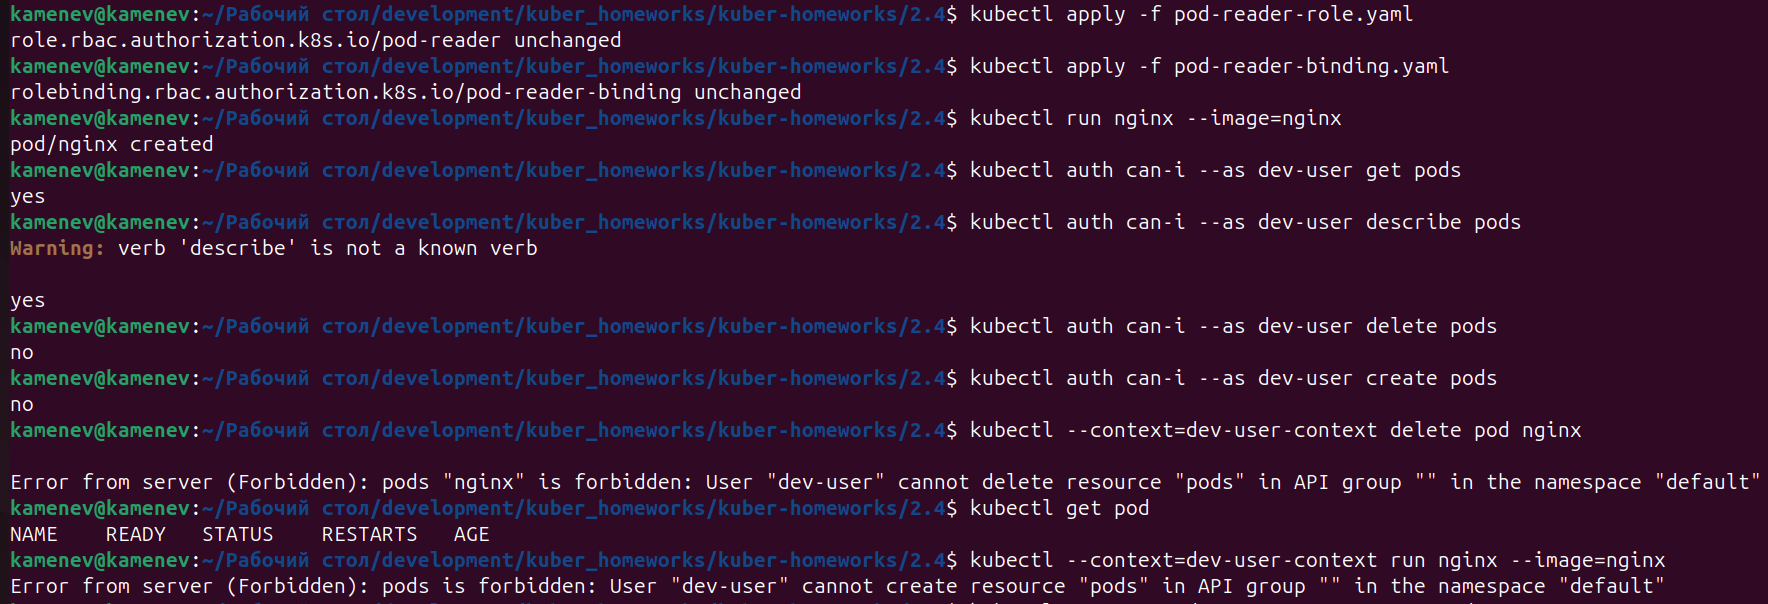 kamenev@kamenev:~/Рабочий стол/development/kuber_homeworks/kuber-homeworks/2.4$ kubectl apply -f pod-reader-role.yaml
role.rbac.authorization.k8s.io/pod-reader unchanged
kamenev@kamenev:~/Рабочий стол/development/kuber_homeworks/kuber-homeworks/2.4$ kubectl apply -f pod-reader-binding.yaml
rolebinding.rbac.authorization.k8s.io/pod-reader-binding unchanged
kamenev@kamenev:~/Рабочий стол/development/kuber_homeworks/kuber-homeworks/2.4$ kubectl run nginx --image=nginx
pod/nginx created
kamenev@kamenev:~/Рабочий стол/development/kuber_homeworks/kuber-homeworks/2.4$ kubectl auth can-i --as dev-user get pods
yes
kamenev@kamenev:~/Рабочий стол/development/kuber_homeworks/kuber-homeworks/2.4$ kubectl auth can-i --as dev-user describe pods
Warning: verb 'describe' is not a known verb
yes
kamenev@kamenev:~/Рабочий стол/development/kuber_homeworks/kuber-homeworks/2.4$ kubectl auth can-i --as dev-user delete pods
no
kamenev@kamenev:~/Рабочий стол/development/kuber_homeworks/kuber-homeworks/2.4$ kubectl auth can-i --as dev-user create pods
no
kamenev@kamenev:~/Рабочий стол/development/kuber_homeworks/kuber-homeworks/2.4$ kubectl --context=dev-user-context delete pod nginx
Error from server (Forbidden): pods "nginx" is forbidden: User "dev-user" cannot delete resource "pods" in API group "" in the namespace "default"
kamenev@kamenev:~/Рабочий стол/development/kuber_homeworks/kuber-homeworks/2.4$ kubectl get pod
NAME    READY   STATUS    RESTARTS   AGE
kamenev@kamenev:~/Рабочий стол/development/kuber_homeworks/kuber-homeworks/2.4$ kubectl --context=dev-user-context run nginx --image=nginx
Error from server (Forbidden): pods is forbidden: User "dev-user" cannot create resource "pods" in API group "" in the namespace "default"